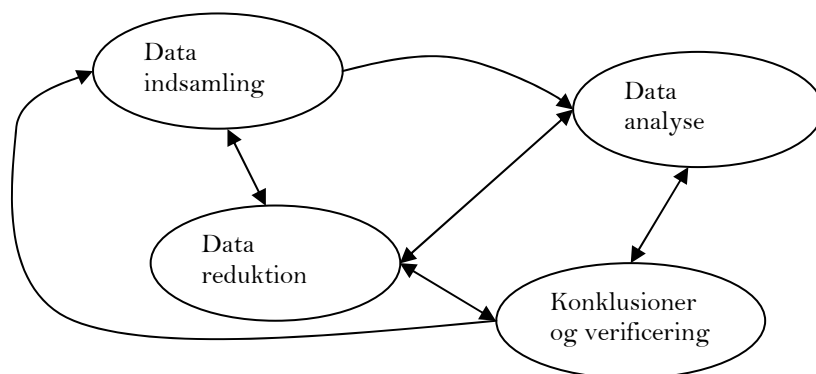 Data
indsamling
Data
analyse
Data
reduktion
Konklusioner
og verificering